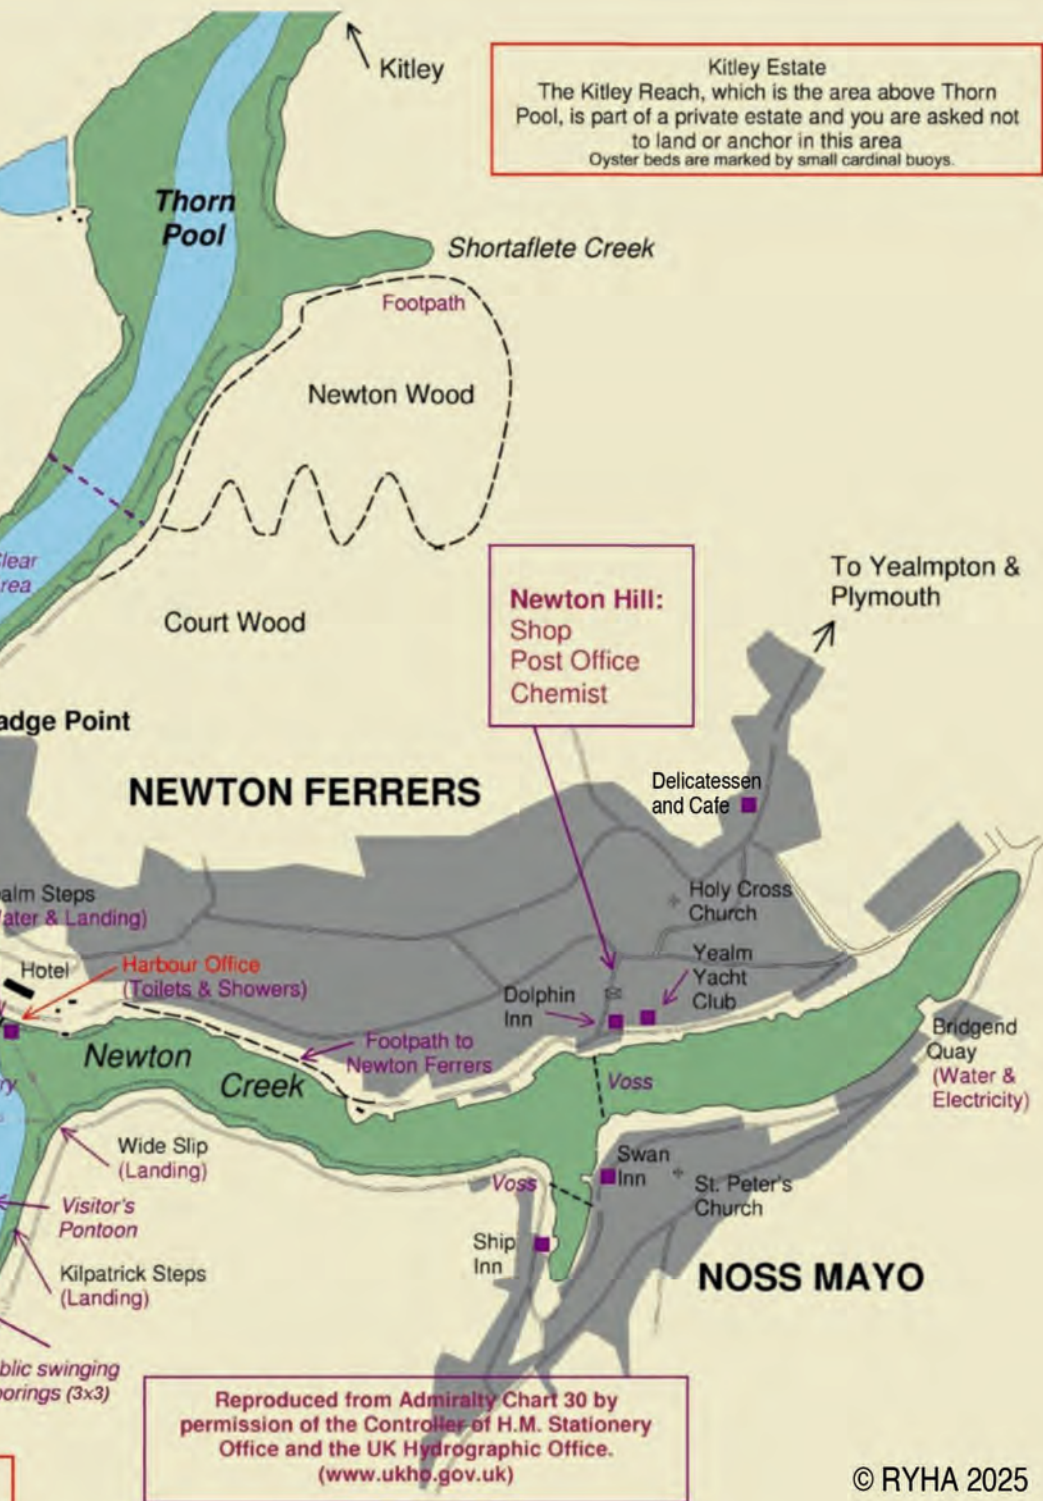 Kitley
Kitley Estate
The Kitley Reach, which is the area above Thorn
Pool, is part of a private estate and you are asked not
to land or anchor in this area
Oyster beds are marked by small cardinal buoys.
Thorn
Pool
Shortaflete Creek
Footpath
Newton Wood
Court Wood
Newton Hill:
Shop
Post Office
Chemist
To Yealmpton &
Plymouth
Point
NEWTON FERRERS
Delicatessen
and Cafe
Steps
& Landing)
Holy Cross
Church
Hotel
Harbour Office
(Toilets & Showers)
Yealm
Yacht
Club
Dolphin
Inn
Footpath to
Newton Ferrers
Newton
Creek
Voss
Bridgend
Quay
(Water &
Electricity)
Wide Slip
(Landing)
Swan
Inn
St. Peter's
Church
Voss
Visitor's
Pontoon
Ship
Inn
Kilpatrick Steps
(Landing)
NOSS MAYO
swinging
(3x3)
Reproduced from Admiralty Chart 30 by
permission of the Controller of H.M. Stationery
Office and the UK Hydrographic Office.
(www.ukho.gov.uk)
© RYHA 2025